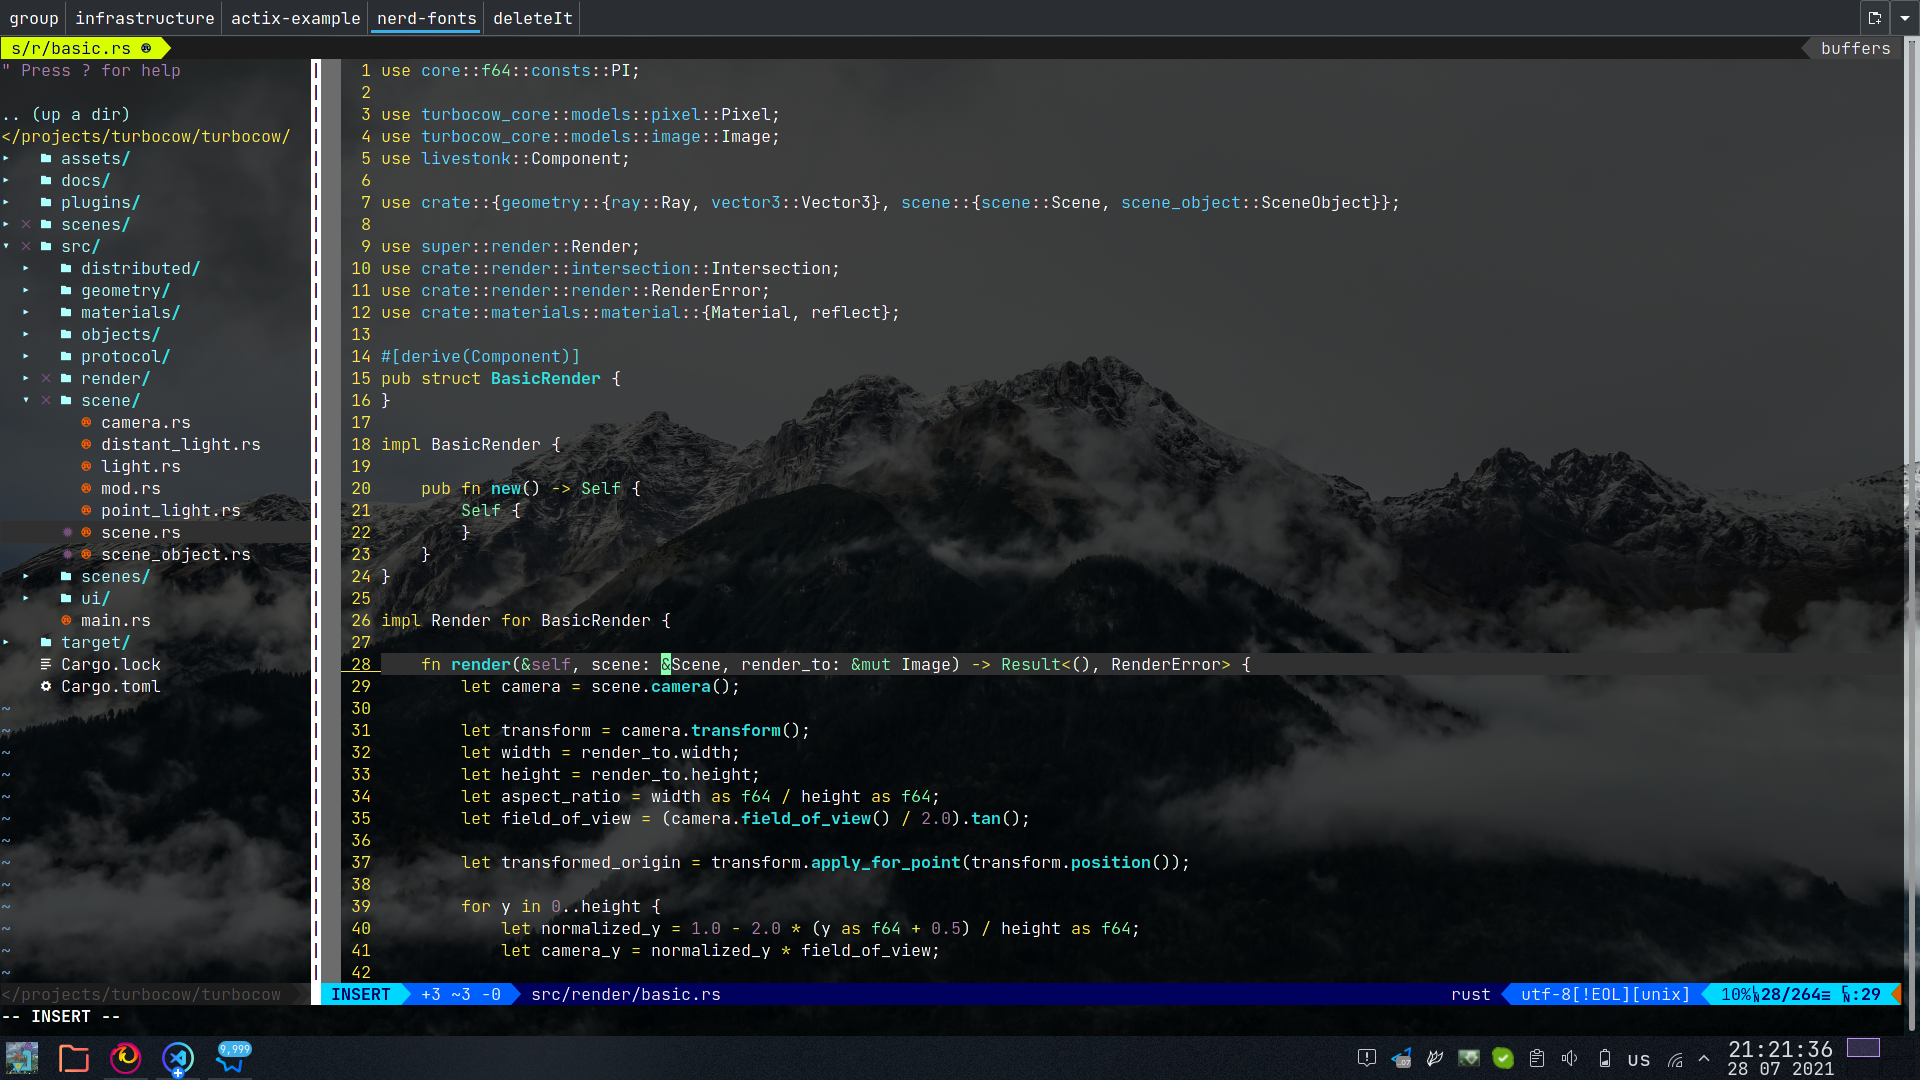 group infrastructure actix-example nerd-fonts deleteIt
s/r/basic.rs buffers
" Press ? for help
.. (up a dir)
</projects/turbocow/turbocow/
▸ assets/
▸ docs/
▸ plugins/
▸ ✕ scenes/
▾ ✕ src/
▸ distributed/
▸ geometry/
▸ materials/
▸ objects/
▸ protocol/
▸ ✕ render/
▾ ✕ scene/
camera.rs
distant_light.rs
light.rs
mod.rs
point_light.rs
scene.rs
scene_object.rs
▸ scenes/
▸ ui/
main.rs
▸ target/
Cargo.lock
Cargo.toml
~
~
~
~
~
~
~
~
~
~
~
~
~
</projects/turbocow/turbocow
1 use core::f64::consts::PI;
2
3 use turbocow_core::models::pixel::Pixel;
4 use turbocow_core::models::image::Image;
5 use livestonk::Component;
6
7 use crate::{geometry::{ray::Ray, vector3::Vector3}, scene::{scene::Scene, scene_object::SceneObject}};
8
9 use super::render::Render;
10 use crate::render::intersection::Intersection;
11 use crate::render::render::RenderError;
12 use crate::materials::material::{Material, reflect};
13
14 #[derive(Component)]
15 pub struct BasicRender {
16 }
17
18 impl BasicRender {
19
20     pub fn new() -> Self {
21         Self {
22         }
23     }
24 }
25
26 impl Render for BasicRender {
27
28     fn render(&self, scene: &Scene, render_to: &mut Image) -> Result<(), RenderError> {
29         let camera = scene.camera();
30
31         let transform = camera.transform();
32         let width = render_to.width;
33         let height = render_to.height;
34         let aspect_ratio = width as f64 / height as f64;
35         let field_of_view = (camera.field_of_view() / 2.0).tan();
36
37         let transformed_origin = transform.apply_for_point(transform.position());
38
39         for y in 0..height {
40             let normalized_y = 1.0 - 2.0 * (y as f64 + 0.5) / height as f64;
41             let camera_y = normalized_y * field_of_view;
42
INSERT +3 ~3 -0 src/render/basic.rs rust utf-8[!EOL][unix] 10% 28/264≡ :29
-- INSERT --
9,999
.07
US
21:21:36
28 07 2021